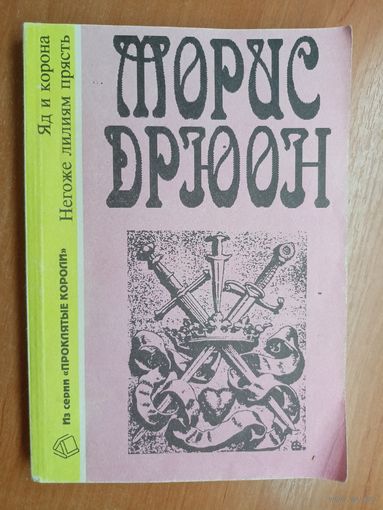 МОРИС
ДРЮОН
Яд и корона
Негоже лилиям прясть
Из серии «ПРОКЛЯТЫЕ КОРОЛИ»